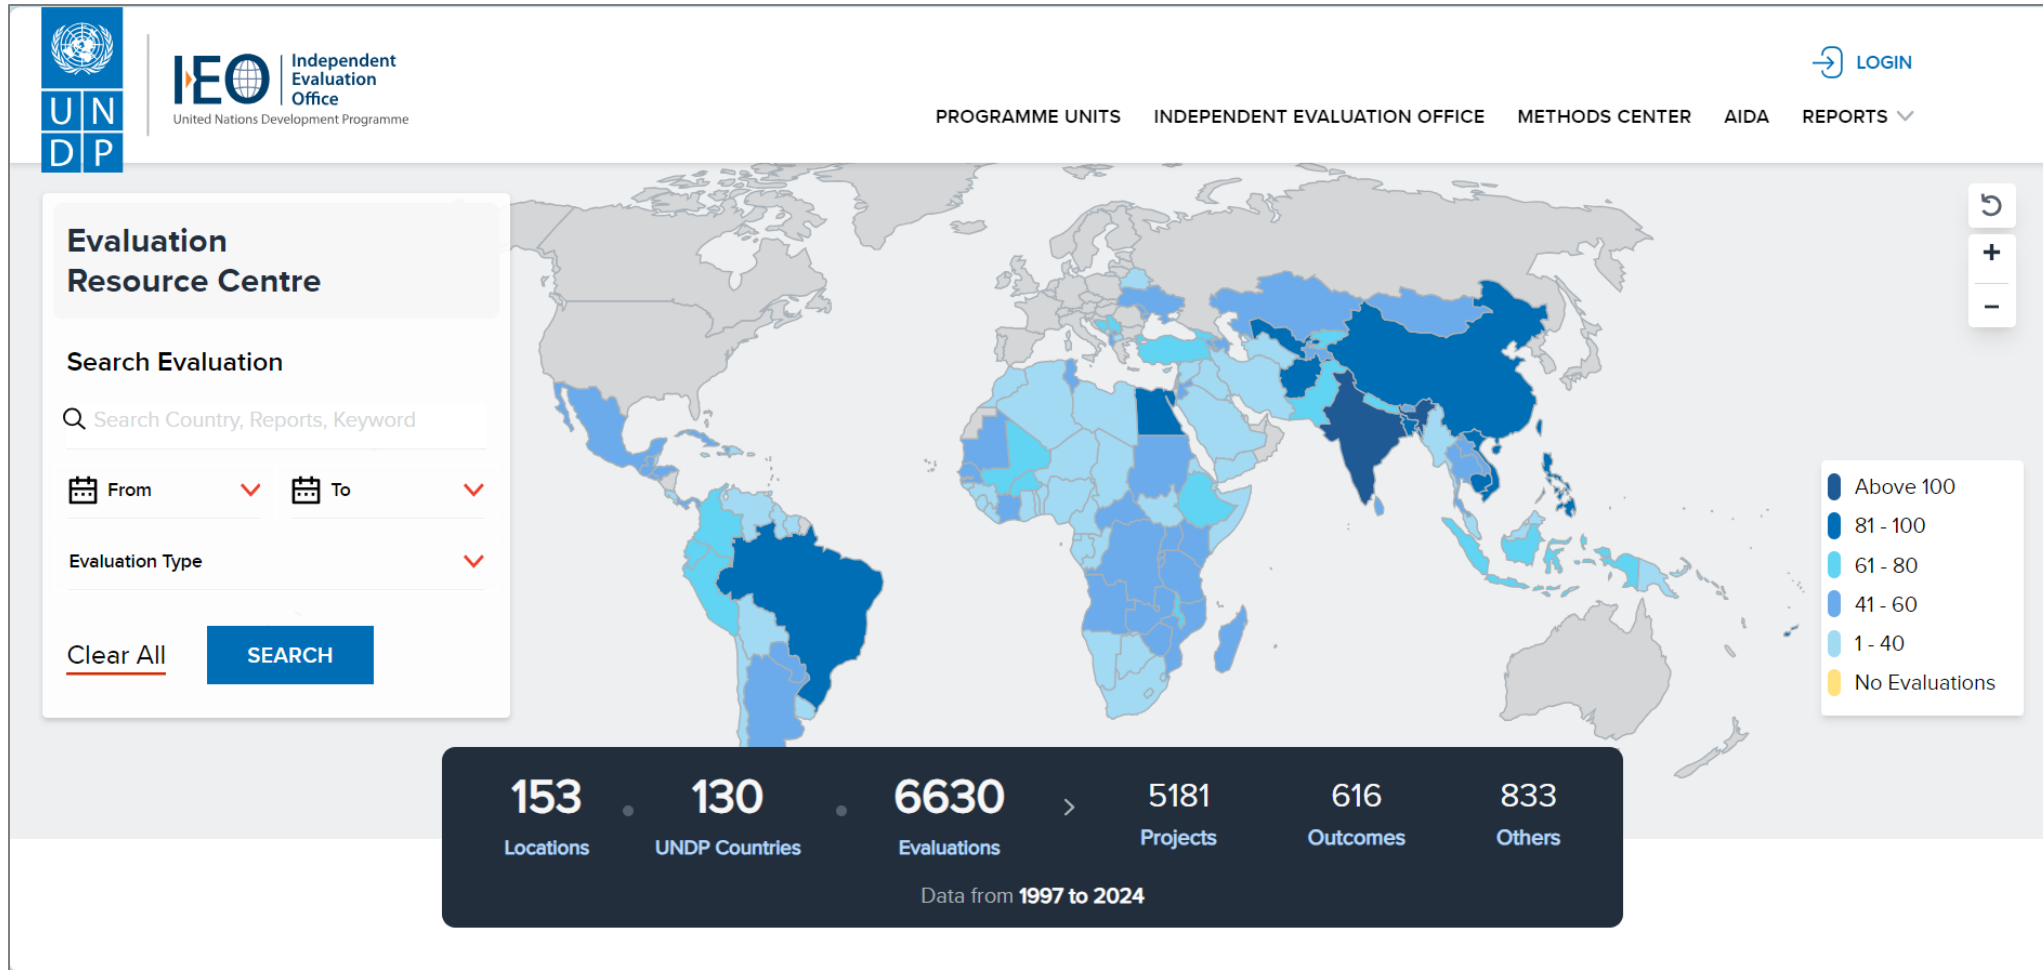 U N
D P
IEO
Independent
Evaluation
Office
United Nations Development Programme
LOGIN
PROGRAMME UNITS INDEPENDENT EVALUATION OFFICE METHODS CENTER AIDA REPORTS
Evaluation
Resource Centre
Search Evaluation
Search Country, Reports, Keyword
From To
Evaluation Type
Clear All SEARCH
+
−
Above 100
81 - 100
61 - 80
41 - 60
1 - 40
No Evaluations
153 . 130 . 6630 > 5181 616 833
Locations UNDP Countries Evaluations Projects Outcomes Others
Data from 1997 to 2024